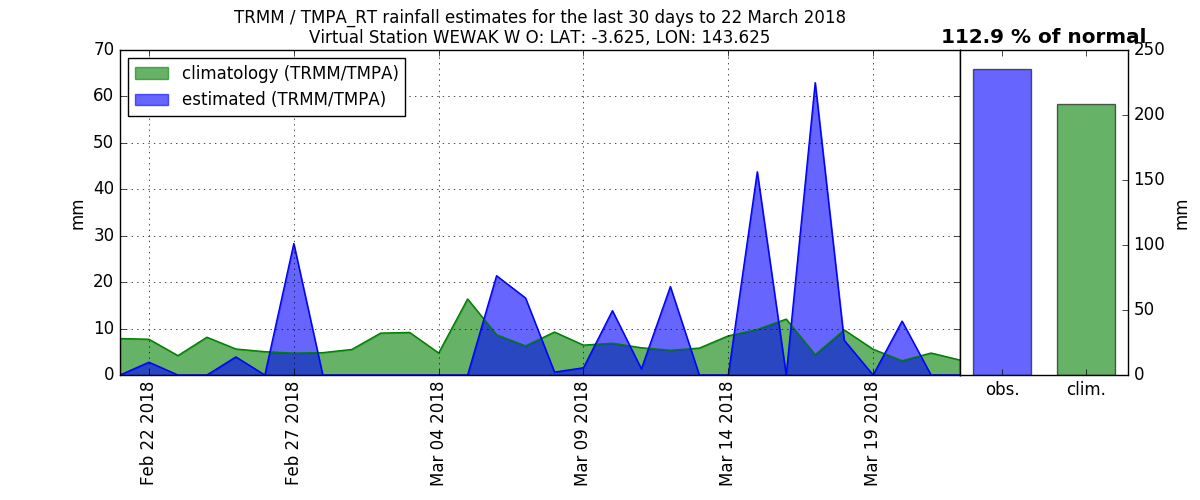 TRMM / TMPA_RT rainfall estimates for the last 30 days to 22 March 2018
Virtual Station WEWAK W O: LAT: -3.625, LON: 143.625
112.9 % of normal
climatology (TRMM/TMPA)
estimated (TRMM/TMPA)
70
60
50
40
30
20
10
0
mm
250
200
150
100
50
0
mm
Feb 22 2018
Feb 27 2018
Mar 04 2018
Mar 09 2018
Mar 14 2018
Mar 19 2018
obs.
clim.